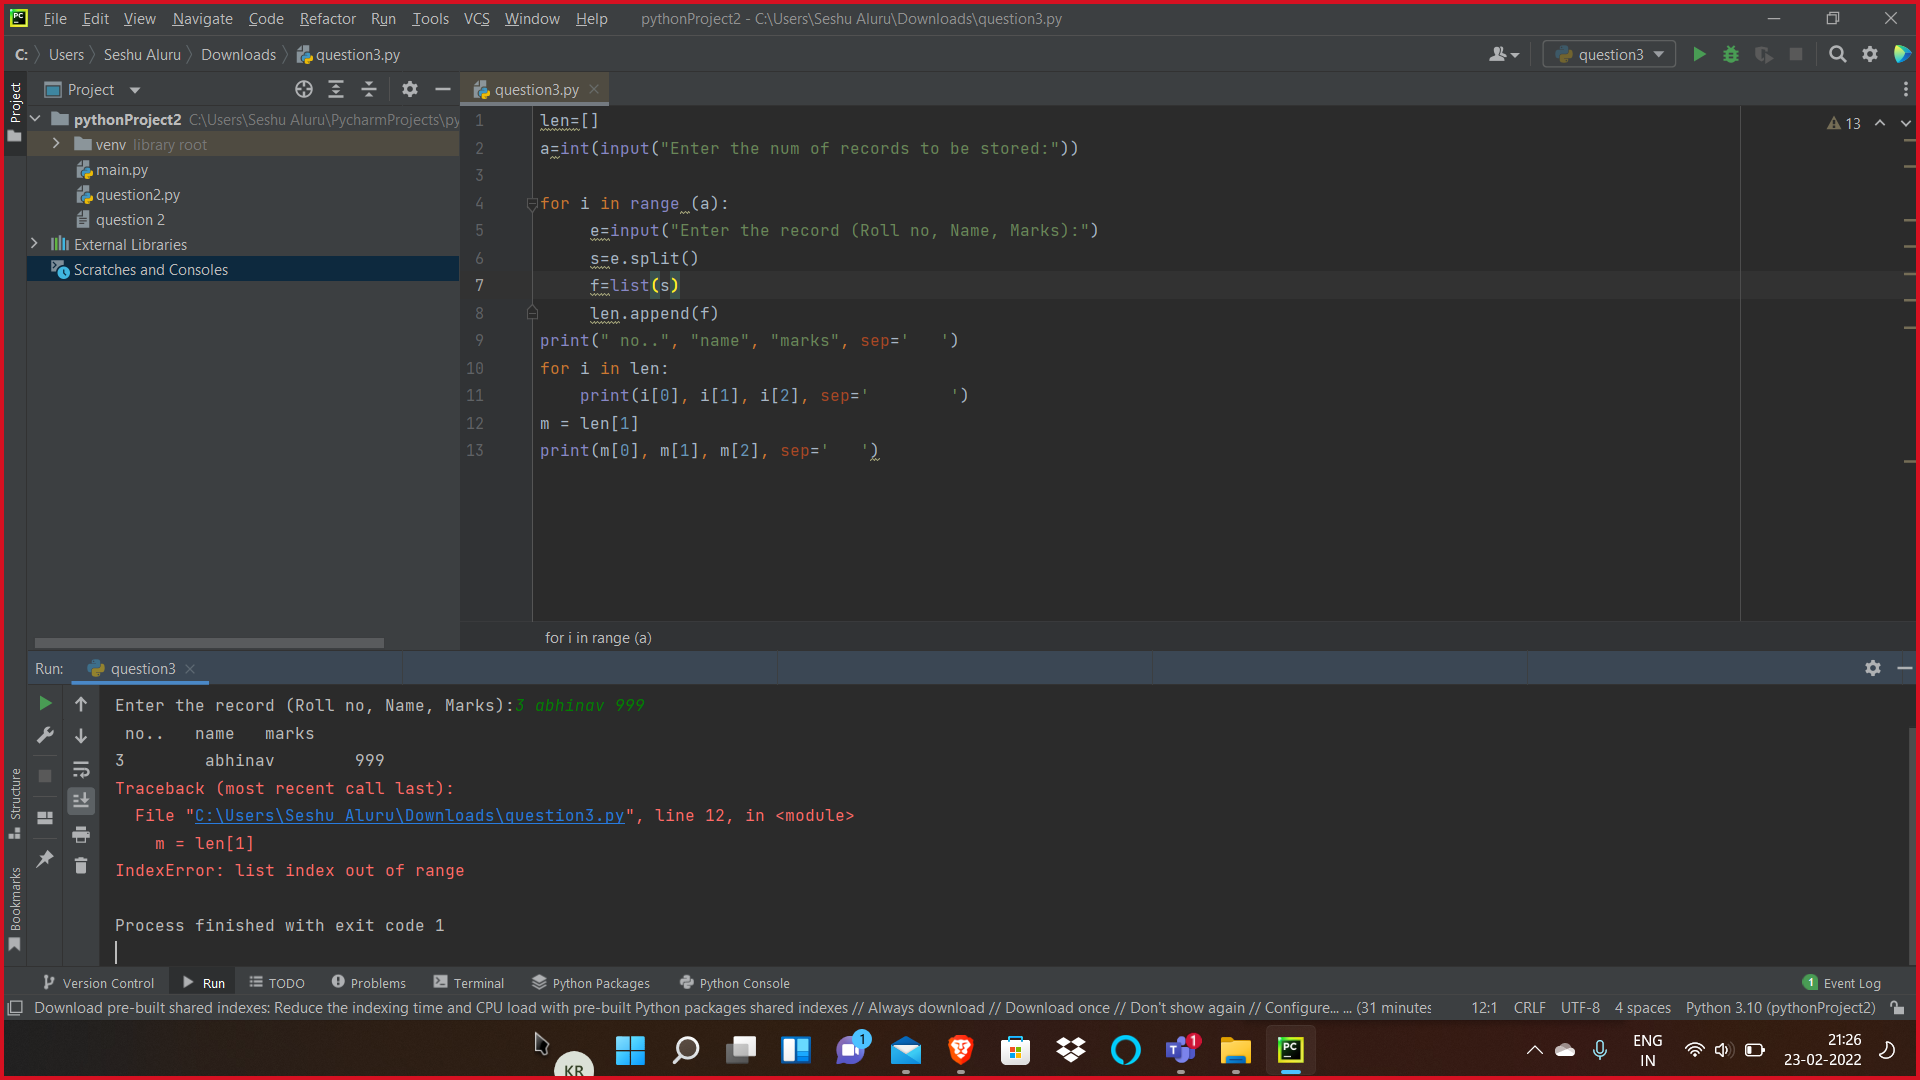 File Edit View Navigate Code Refactor Run Tools VCS Window Help pythonProject2 - C:\Users\Seshu Aluru\Downloads\question3.py
C: Users Seshu Aluru Downloads question3.py question3
Project Project question3.py
pythonProject2 C:\Users\Seshu Aluru\PycharmProjects\py
venv library root
main.py
question2.py
question 2
External Libraries
Scratches and Consoles
13
1 len=[]
2 a=int(input("Enter the num of records to be stored:"))
3
4 for i in range (a):
5 e=input("Enter the record (Roll no, Name, Marks):")
6 s=e.split()
7 f=list(s)
8 len.append(f)
9 print(" no..", "name", "marks", sep='   ')
10 for i in len:
11 print(i[0], i[1], i[2], sep='        ')
12 m = len[1]
13 print(m[0], m[1], m[2], sep='   ')
for i in range (a)
Run: question3
Enter the record (Roll no, Name, Marks):3 abhinav 999
no..   name   marks
3        abhinav        999
Traceback (most recent call last):
File "C:\Users\Seshu Aluru\Downloads\question3.py", line 12, in <module>
m = len[1]
IndexError: list index out of range
Process finished with exit code 1
Structure
Bookmarks
Version Control Run TODO Problems Terminal Python Packages Python Console 1 Event Log
Download pre-built shared indexes: Reduce the indexing time and CPU load with pre-built Python packages shared indexes // Always download // Download once // Don't show again // Configure... ... (31 minutes 12:1 CRLF UTF-8 4 spaces Python 3.10 (pythonProject2)
KR 1 1 PC ENG 21:26
IN 23-02-2022